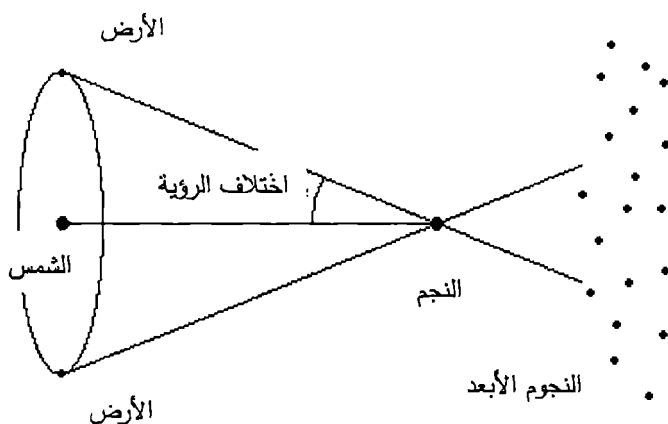 الأرض
اختلاف الرؤية
الشمس
النجم
النجوم الأبعد
الأرض